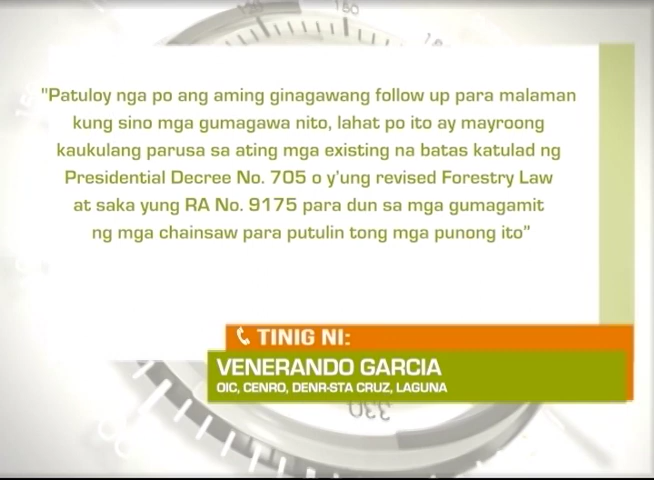 "Patuloy nga po ang aming ginagawang follow up para malaman
kung sino mga gumagawa nito, lahat po ito ay mayroong
kaukulang parusa sa ating mga existing na batas katulad ng
Presidential Decree No. 705 o y'ung revised Forestry Law
at saka yung RA No. 9175 para dun sa mga gumagamit
ng mga chainsaw para putulin tong mga punong ito"
TINIG NI:
VENERANDO GARCIA
OIC, CENRO, DENR-STA CRUZ, LAGUNA
330